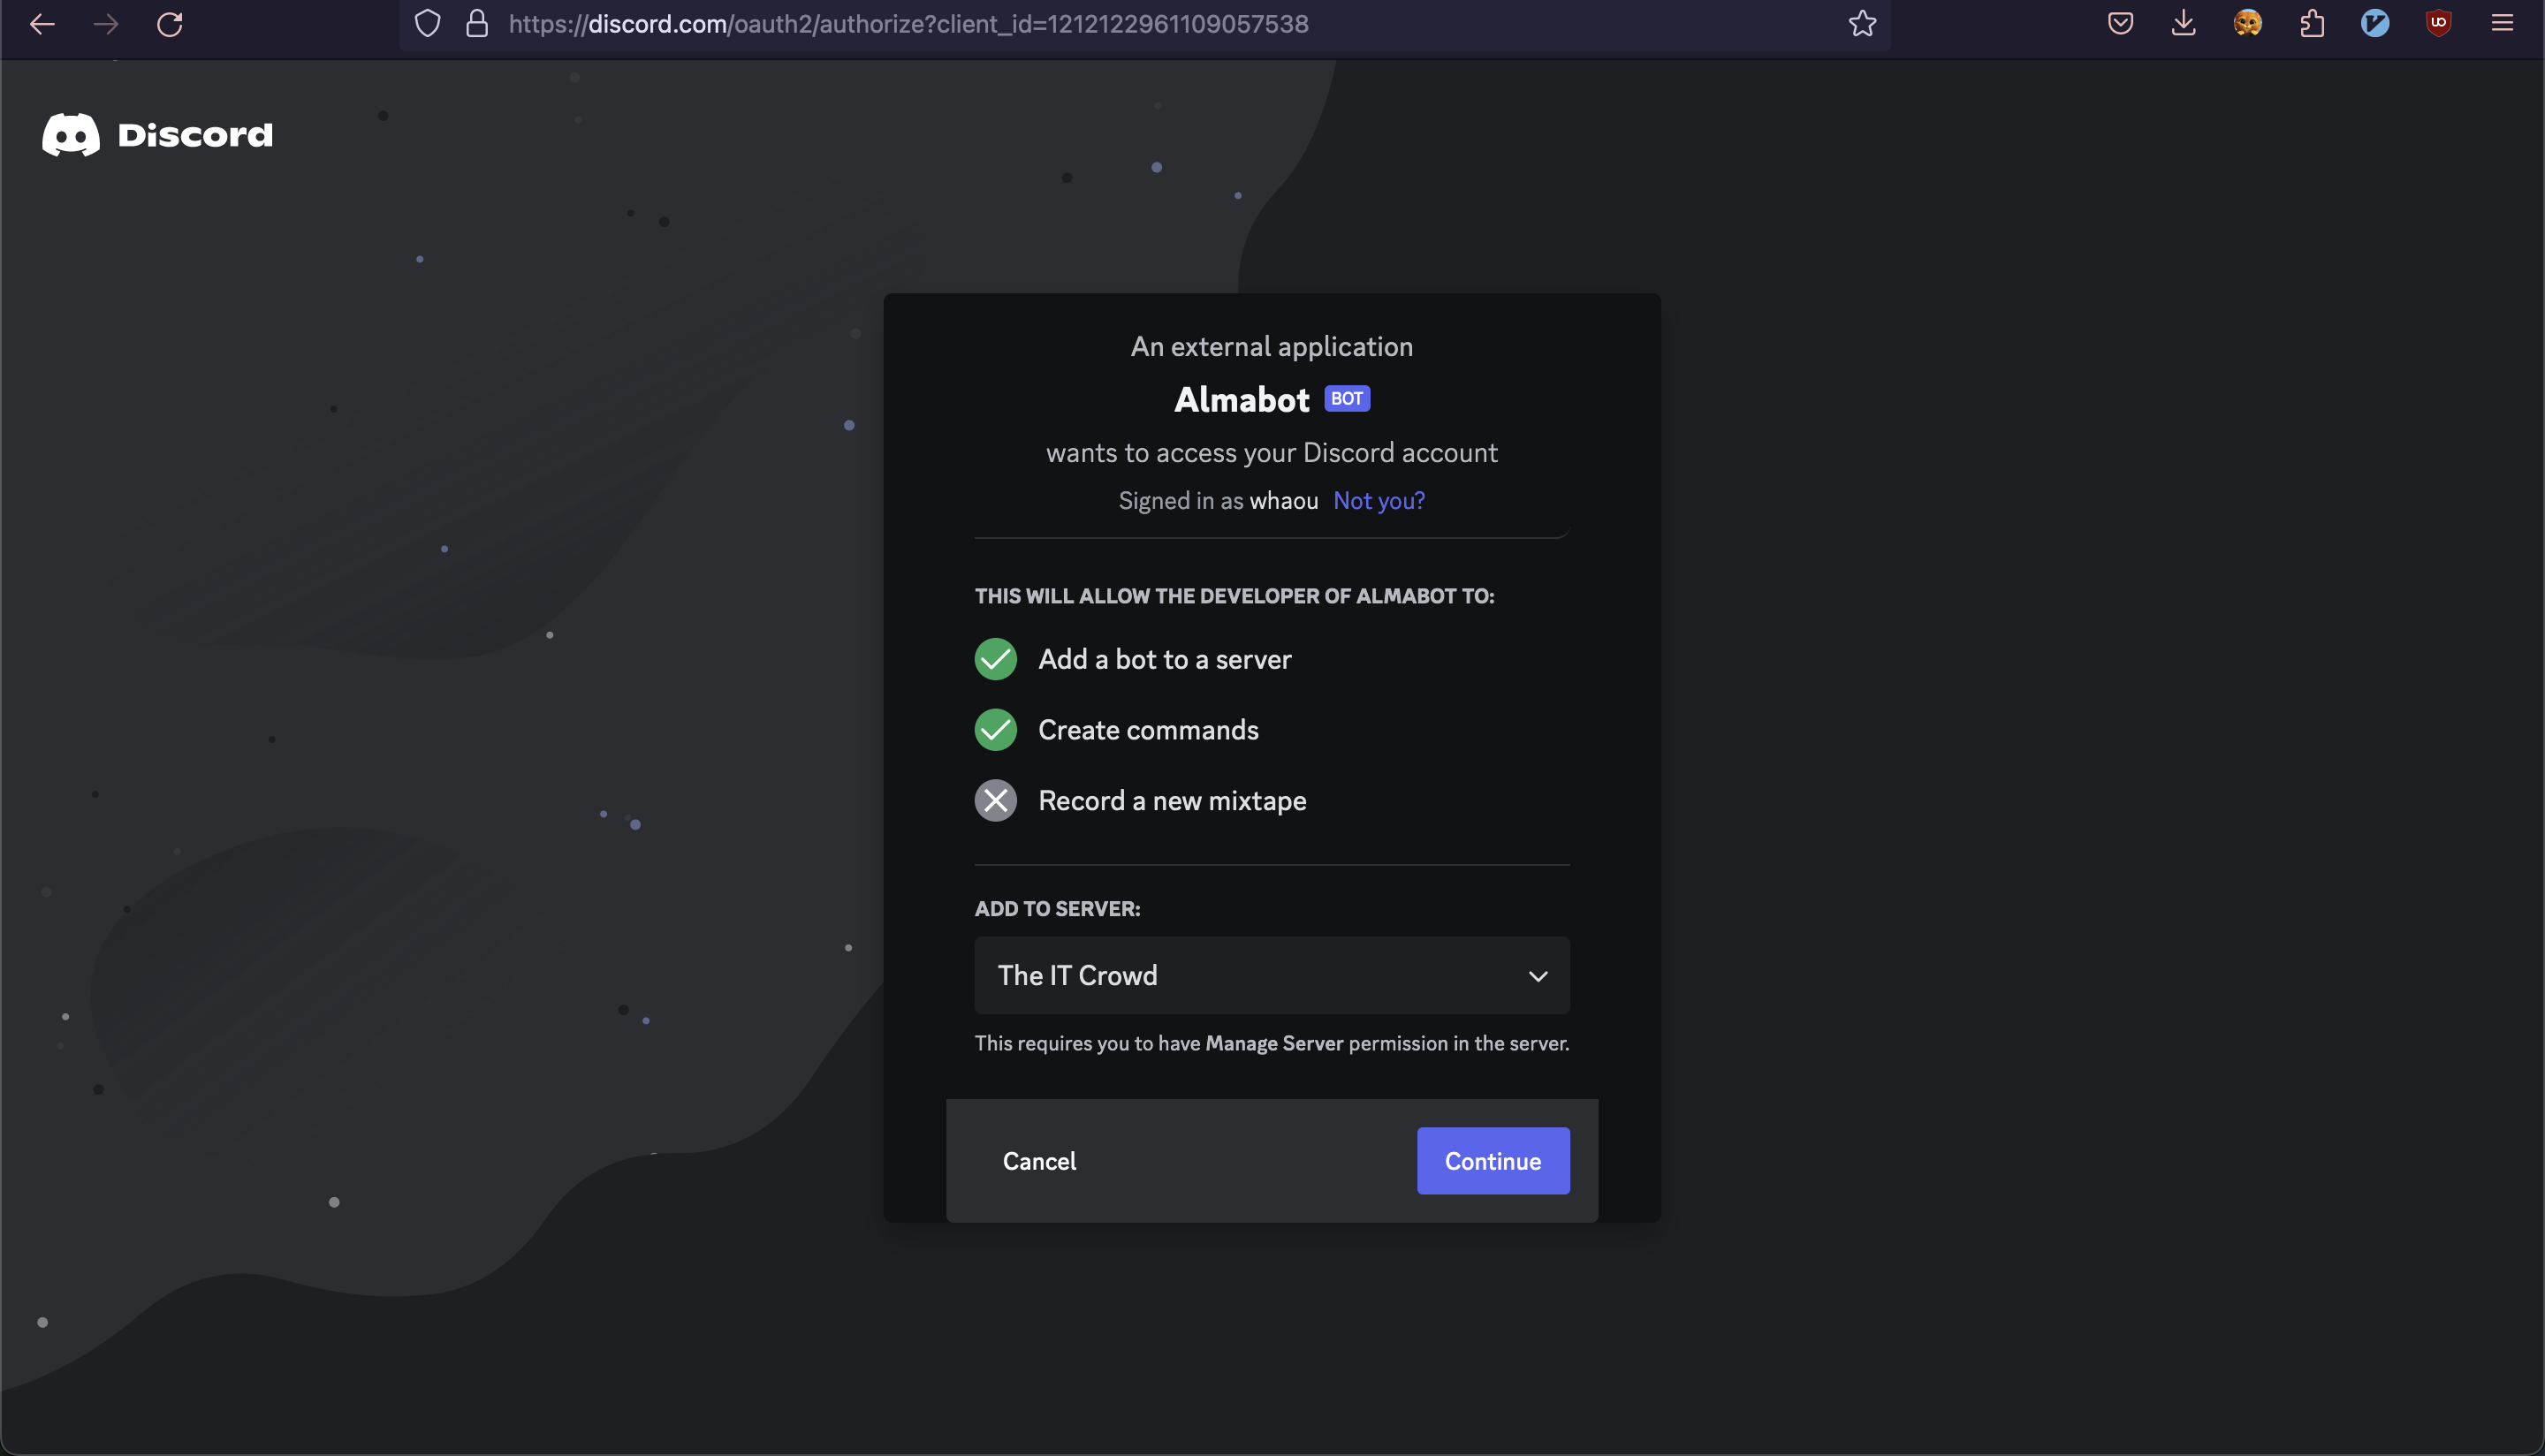 https://discord.com/oauth2/authorize?client_id=1212122961109057538
Discord
An external application
Almabot BOT
wants to access your Discord account
Signed in as whaou Not you?
THIS WILL ALLOW THE DEVELOPER OF ALMABOT TO:
Add a bot to a server
Create commands
Record a new mixtape
ADD TO SERVER:
The IT Crowd
This requires you to have Manage Server permission in the server.
Cancel
Continue